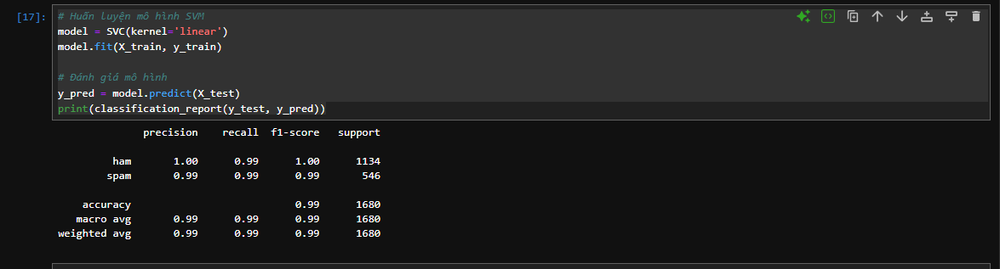 [17]:
# Huấn luyện mô hình SVM
model = SVC(kernel='linear')
model.fit(X_train, y_train)
# Đánh giá mô hình
y_pred = model.predict(X_test)
print(classification_report(y_test, y_pred))
precision recall f1-score support
ham 1.00 0.99 1.00 1134
spam 0.99 0.99 0.99 546
accuracy 0.99 1680
macro avg 0.99 0.99 0.99 1680
weighted avg 0.99 0.99 0.99 1680